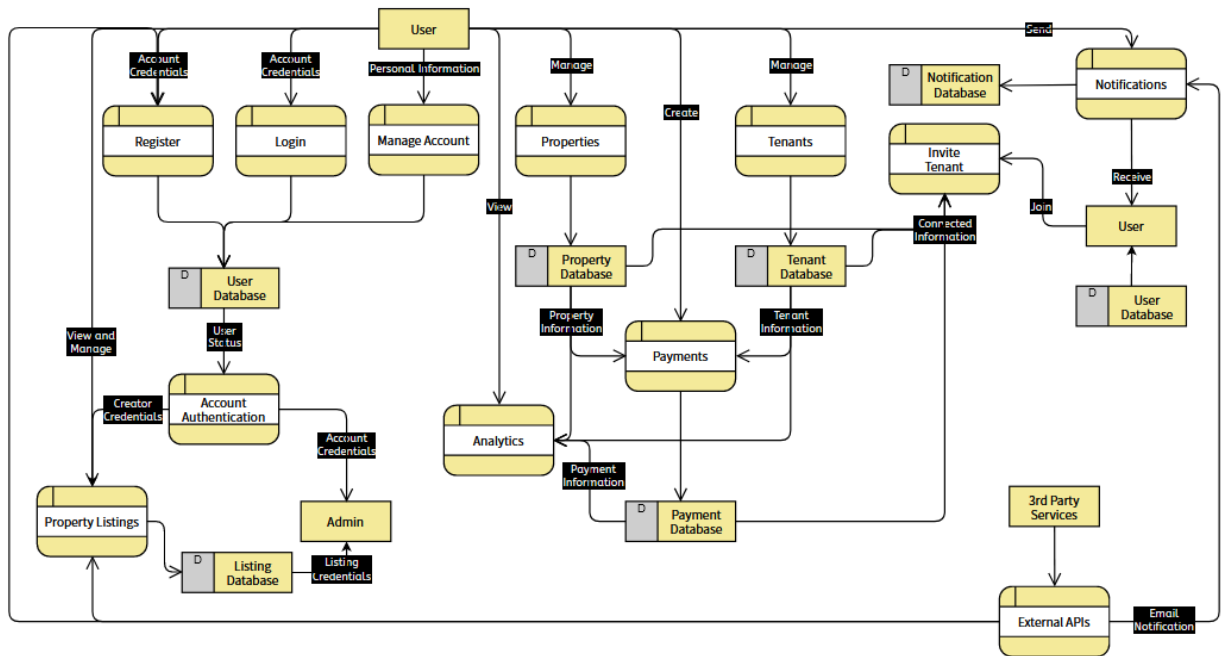 User
Send
Account
Credentials
Account
Credentials
Personal Information
Manage
Manage
D
Notification
Database
Notifications
Create
Register
Login
Manage Account
Properties
Tenants
Invite
Tenant
Receive
View
Join
Connected
Information
User
D
Property
Database
D
Tenant
Database
D
User
Database
D
User
Database
Property
Information
Tenant
Information
View and
Manage
User
Status
Payments
Creator
Credentials
Account
Authentication
Account
Credentials
Analytics
Payment
Information
D
Payment
Database
3rd Party
Services
Property Listings
Admin
D
Listing
Database
Listing
Credentials
External APIs
Email
Notification